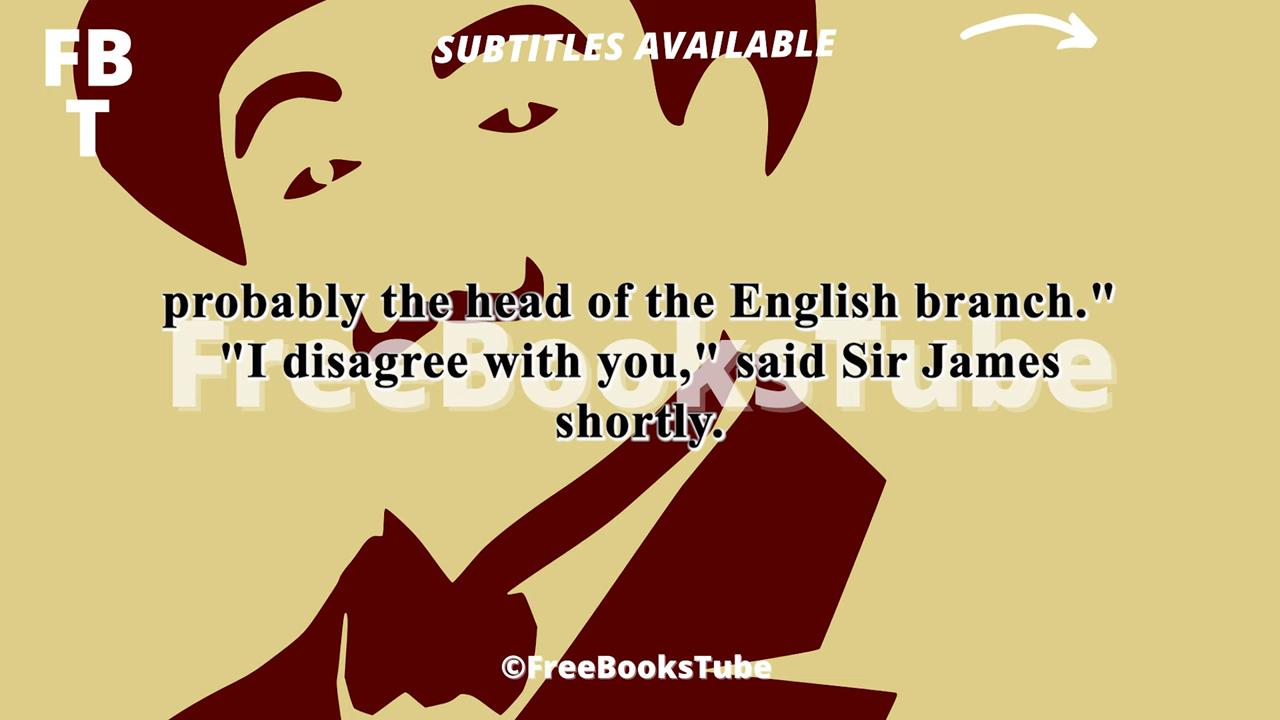 FB
T
SUBTITLES AVAILABLE
probably the head of the English branch."
"I disagree with you," said Sir James
shortly.
FreeBooksTube
©FreeBooksTube